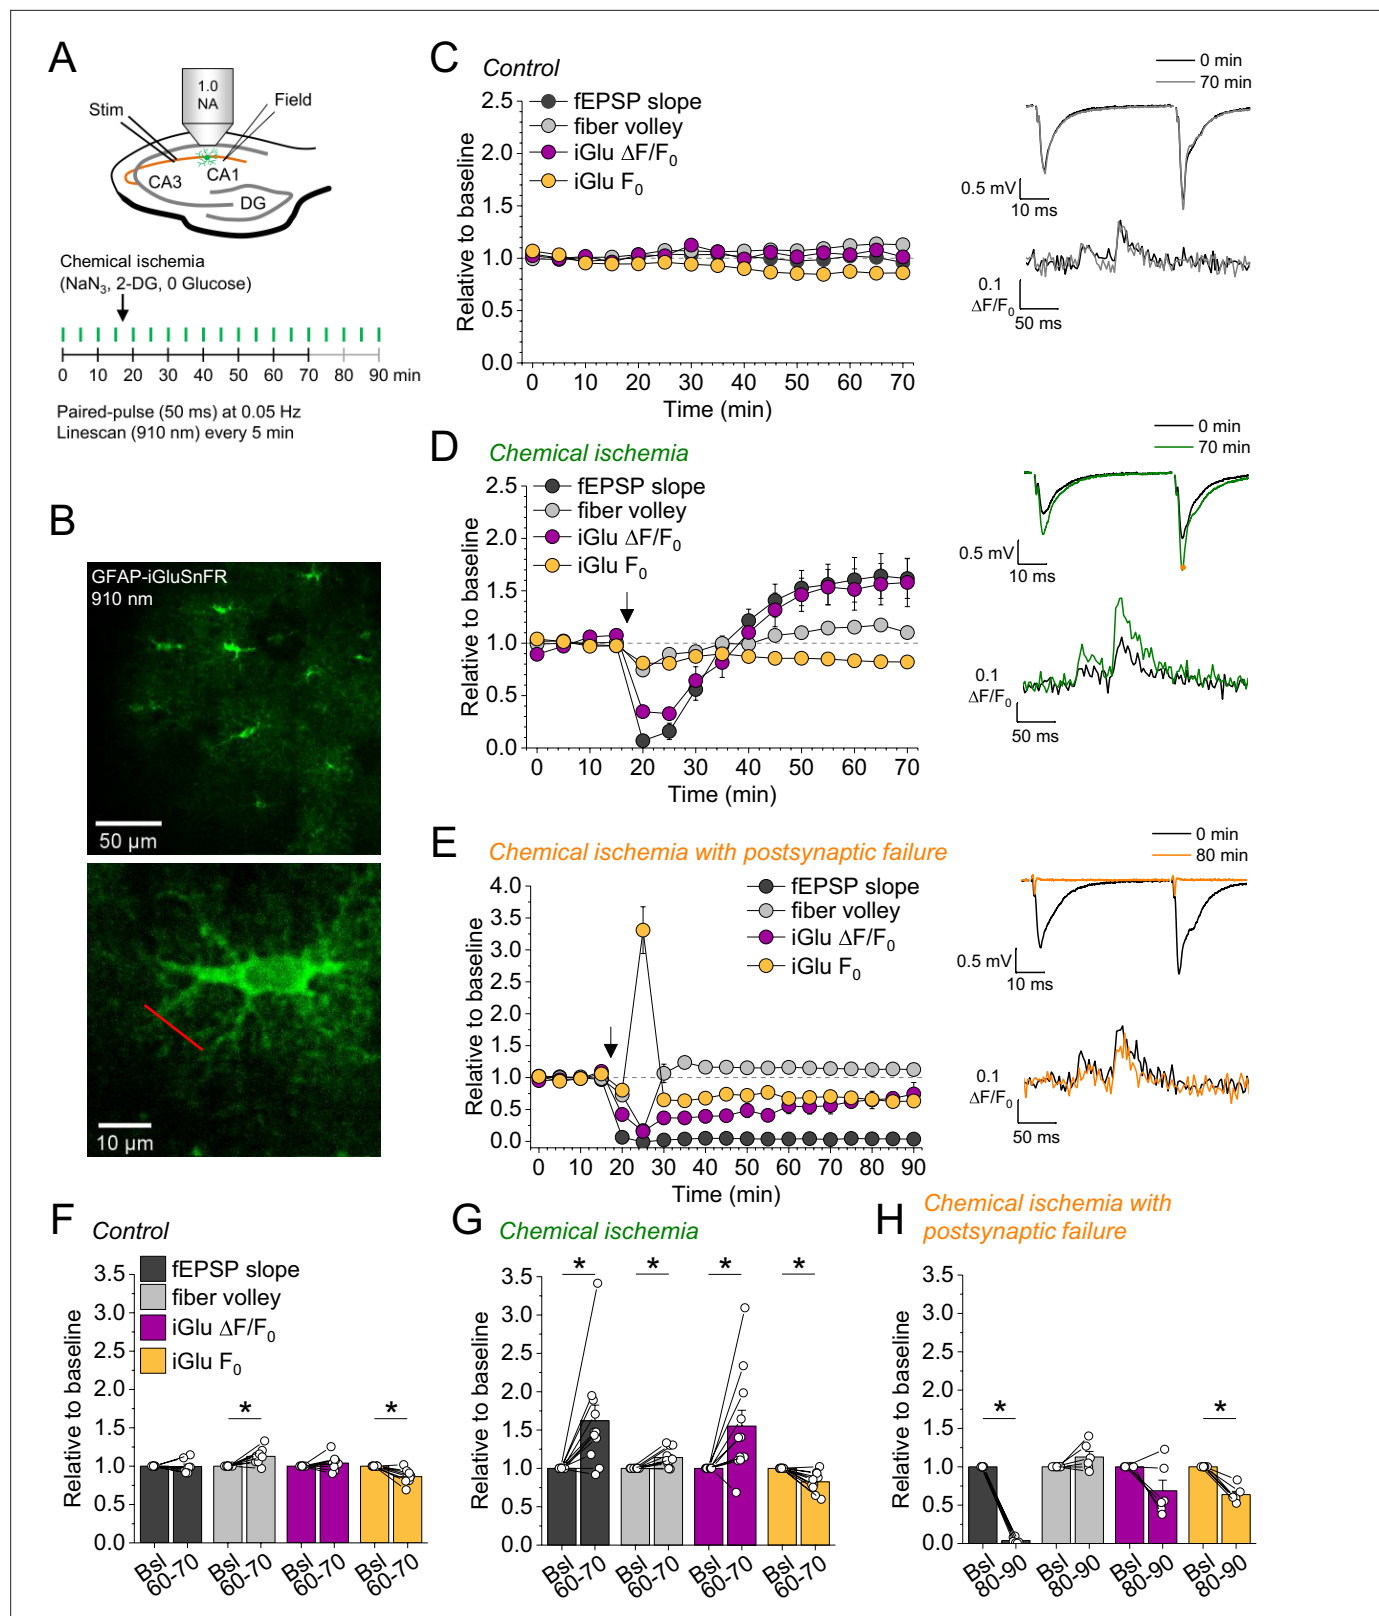 A
1.0
NA
Stim
Field
CA3
CA1
DG
Chemical ischemia
(NaN₃, 2-DG, 0 Glucose)
0 10 20 30 40 50 60 70 80 90 min
Paired-pulse (50 ms) at 0.05 Hz
Linescan (910 nm) every 5 min
B
GFAP-iGluSnFR
910 nm
50 µm
10 µm
C Control
fEPSP slope
fiber volley
iGlu ΔF/F₀
iGlu F₀
Relative to baseline
2.5
2.0
1.5
1.0
0.5
0.0
0 10 20 30 40 50 60 70
Time (min)
0 min
70 min
0.5 mV
10 ms
0.1
ΔF/F₀
50 ms
D Chemical ischemia
fEPSP slope
fiber volley
iGlu ΔF/F₀
iGlu F₀
Relative to baseline
2.5
2.0
1.5
1.0
0.5
0.0
0 10 20 30 40 50 60 70
Time (min)
0 min
70 min
0.5 mV
10 ms
0.1
ΔF/F₀
50 ms
E Chemical ischemia with postsynaptic failure
fEPSP slope
fiber volley
iGlu ΔF/F₀
iGlu F₀
Relative to baseline
4.0
3.5
3.0
2.5
2.0
1.5
1.0
0.5
0.0
0 10 20 30 40 50 60 70 80 90
Time (min)
0 min
80 min
0.5 mV
10 ms
0.1
ΔF/F₀
50 ms
F Control
fEPSP slope
fiber volley
iGlu ΔF/F₀
iGlu F₀
Relative to baseline
3.5
3.0
2.5
2.0
1.5
1.0
0.5
0.0
* *
Bsl 60-70 Bsl 60-70 Bsl 60-70 Bsl 60-70
G Chemical ischemia
Relative to baseline
3.5
3.0
2.5
2.0
1.5
1.0
0.5
0.0
* * * *
Bsl 60-70 Bsl 60-70 Bsl 60-70 Bsl 60-70
H Chemical ischemia with
postsynaptic failure
Relative to baseline
3.5
3.0
2.5
2.0
1.5
1.0
0.5
0.0
* *
Bsl 80-90 Bsl 80-90 Bsl 80-90 Bsl 80-90